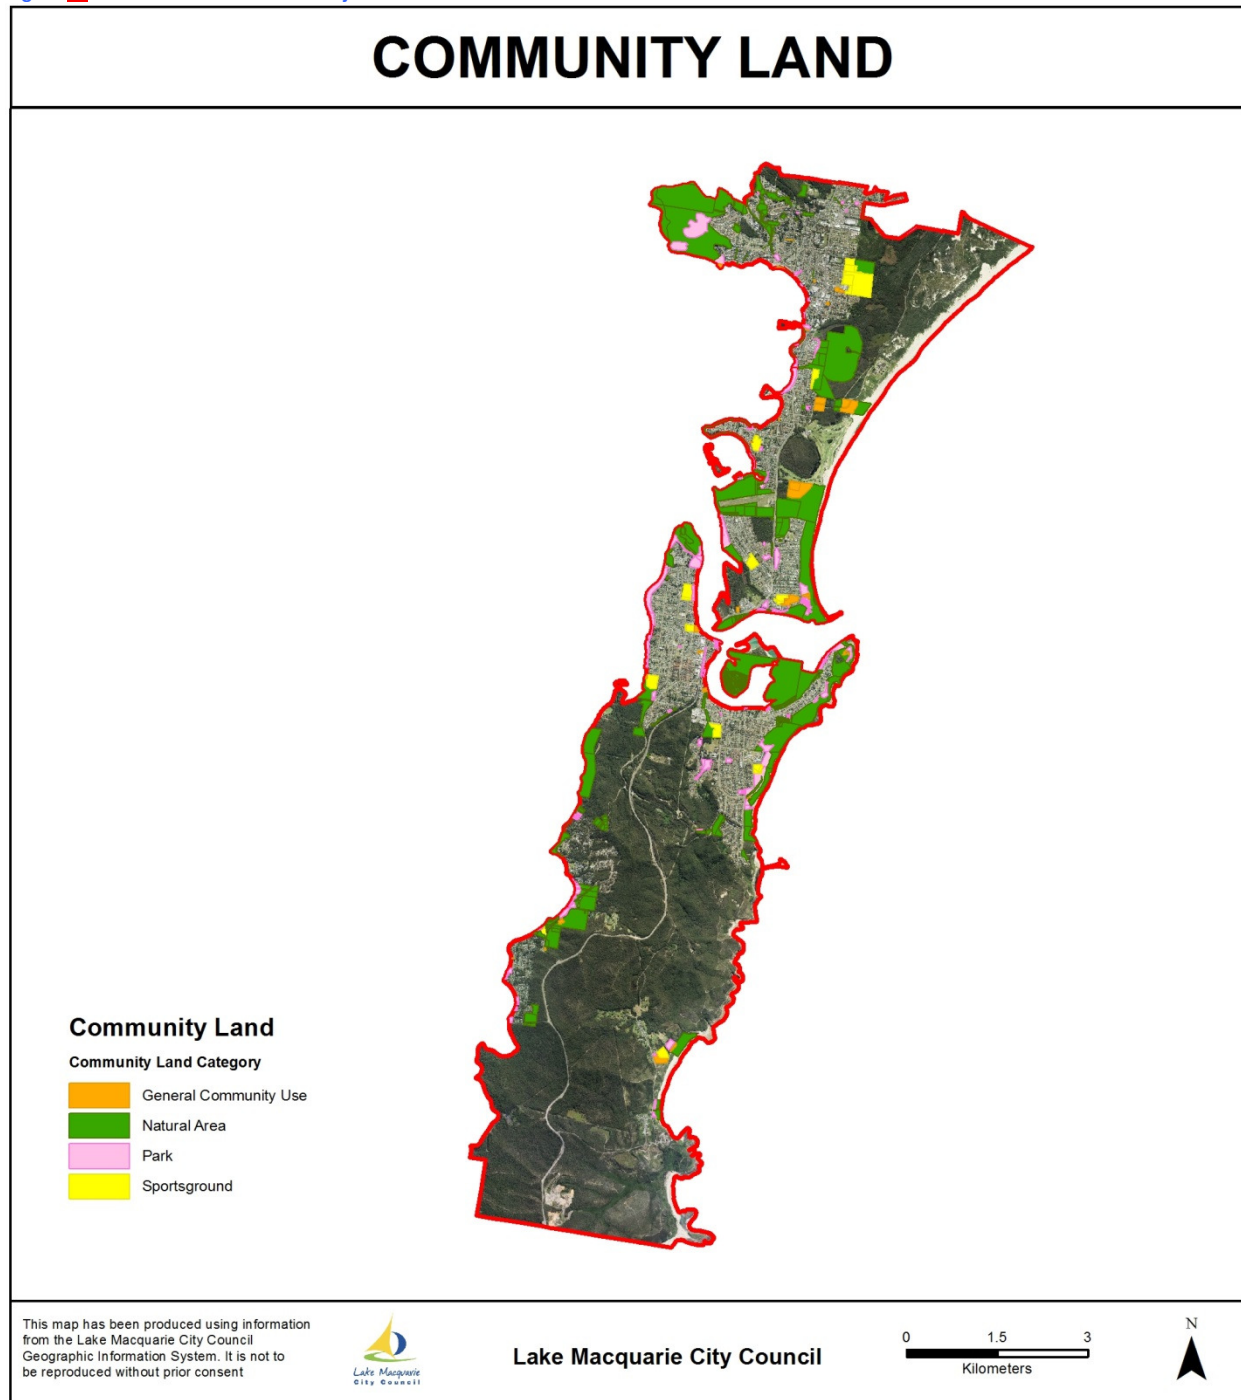 COMMUNITY LAND
Community Land
Community Land Category
General Community Use
Natural Area
Park
Sportsground
This map has been produced using information
from the Lake Macquarie City Council
Geographic Information System. It is not to
be reproduced without prior consent
Lake Macquarie
City Council
Lake Macquarie City Council
0 1.5 3
Kilometers
N